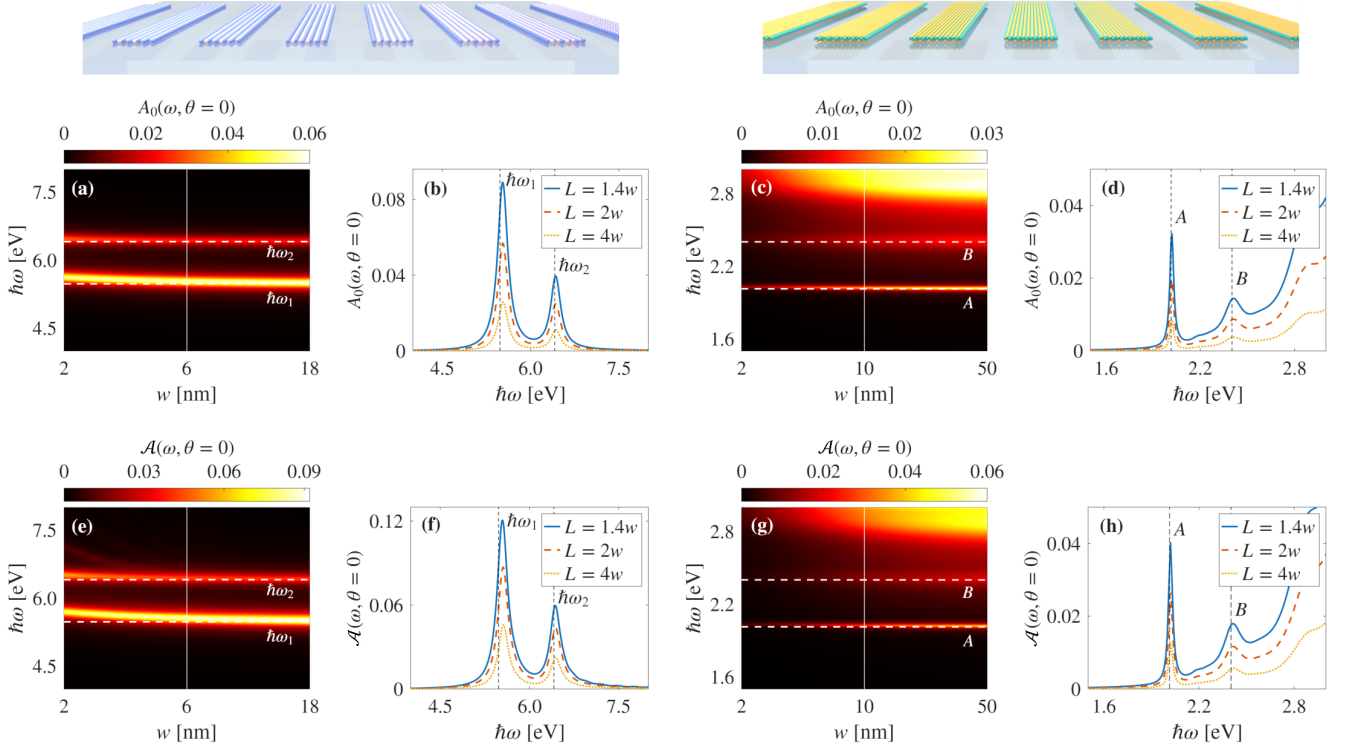 A₀(ω, θ = 0)
0 0.02 0.04 0.06
(a)
ħω₂
ħω₁
7.5
6.0
4.5
ħω [eV]
2 6 18
w [nm]
(b)
ħω₁
ħω₂
L = 1.4w
L = 2w
L = 4w
0.08
0.04
0
A₀(ω, θ = 0)
4.5 6.0 7.5
ħω [eV]
A₀(ω, θ = 0)
0 0.01 0.02 0.03
(c)
B
A
2.8
2.4
2.0
1.6
ħω [eV]
2 10 50
w [nm]
(d)
A
B
L = 1.4w
L = 2w
L = 4w
0.04
0.02
0
A₀(ω, θ = 0)
1.6 2.2 2.8
ħω [eV]
𝒜(ω, θ = 0)
0 0.03 0.06 0.09
(e)
ħω₂
ħω₁
7.5
6.0
4.5
ħω [eV]
2 6 18
w [nm]
(f)
ħω₁
ħω₂
L = 1.4w
L = 2w
L = 4w
0.12
0.06
0
𝒜(ω, θ = 0)
4.5 6.0 7.5
ħω [eV]
𝒜(ω, θ = 0)
0 0.02 0.04 0.06
(g)
B
A
2.8
2.4
2.0
1.6
ħω [eV]
2 10 50
w [nm]
(h)
A
B
L = 1.4w
L = 2w
L = 4w
0.04
0.02
0
𝒜(ω, θ = 0)
1.6 2.2 2.8
ħω [eV]